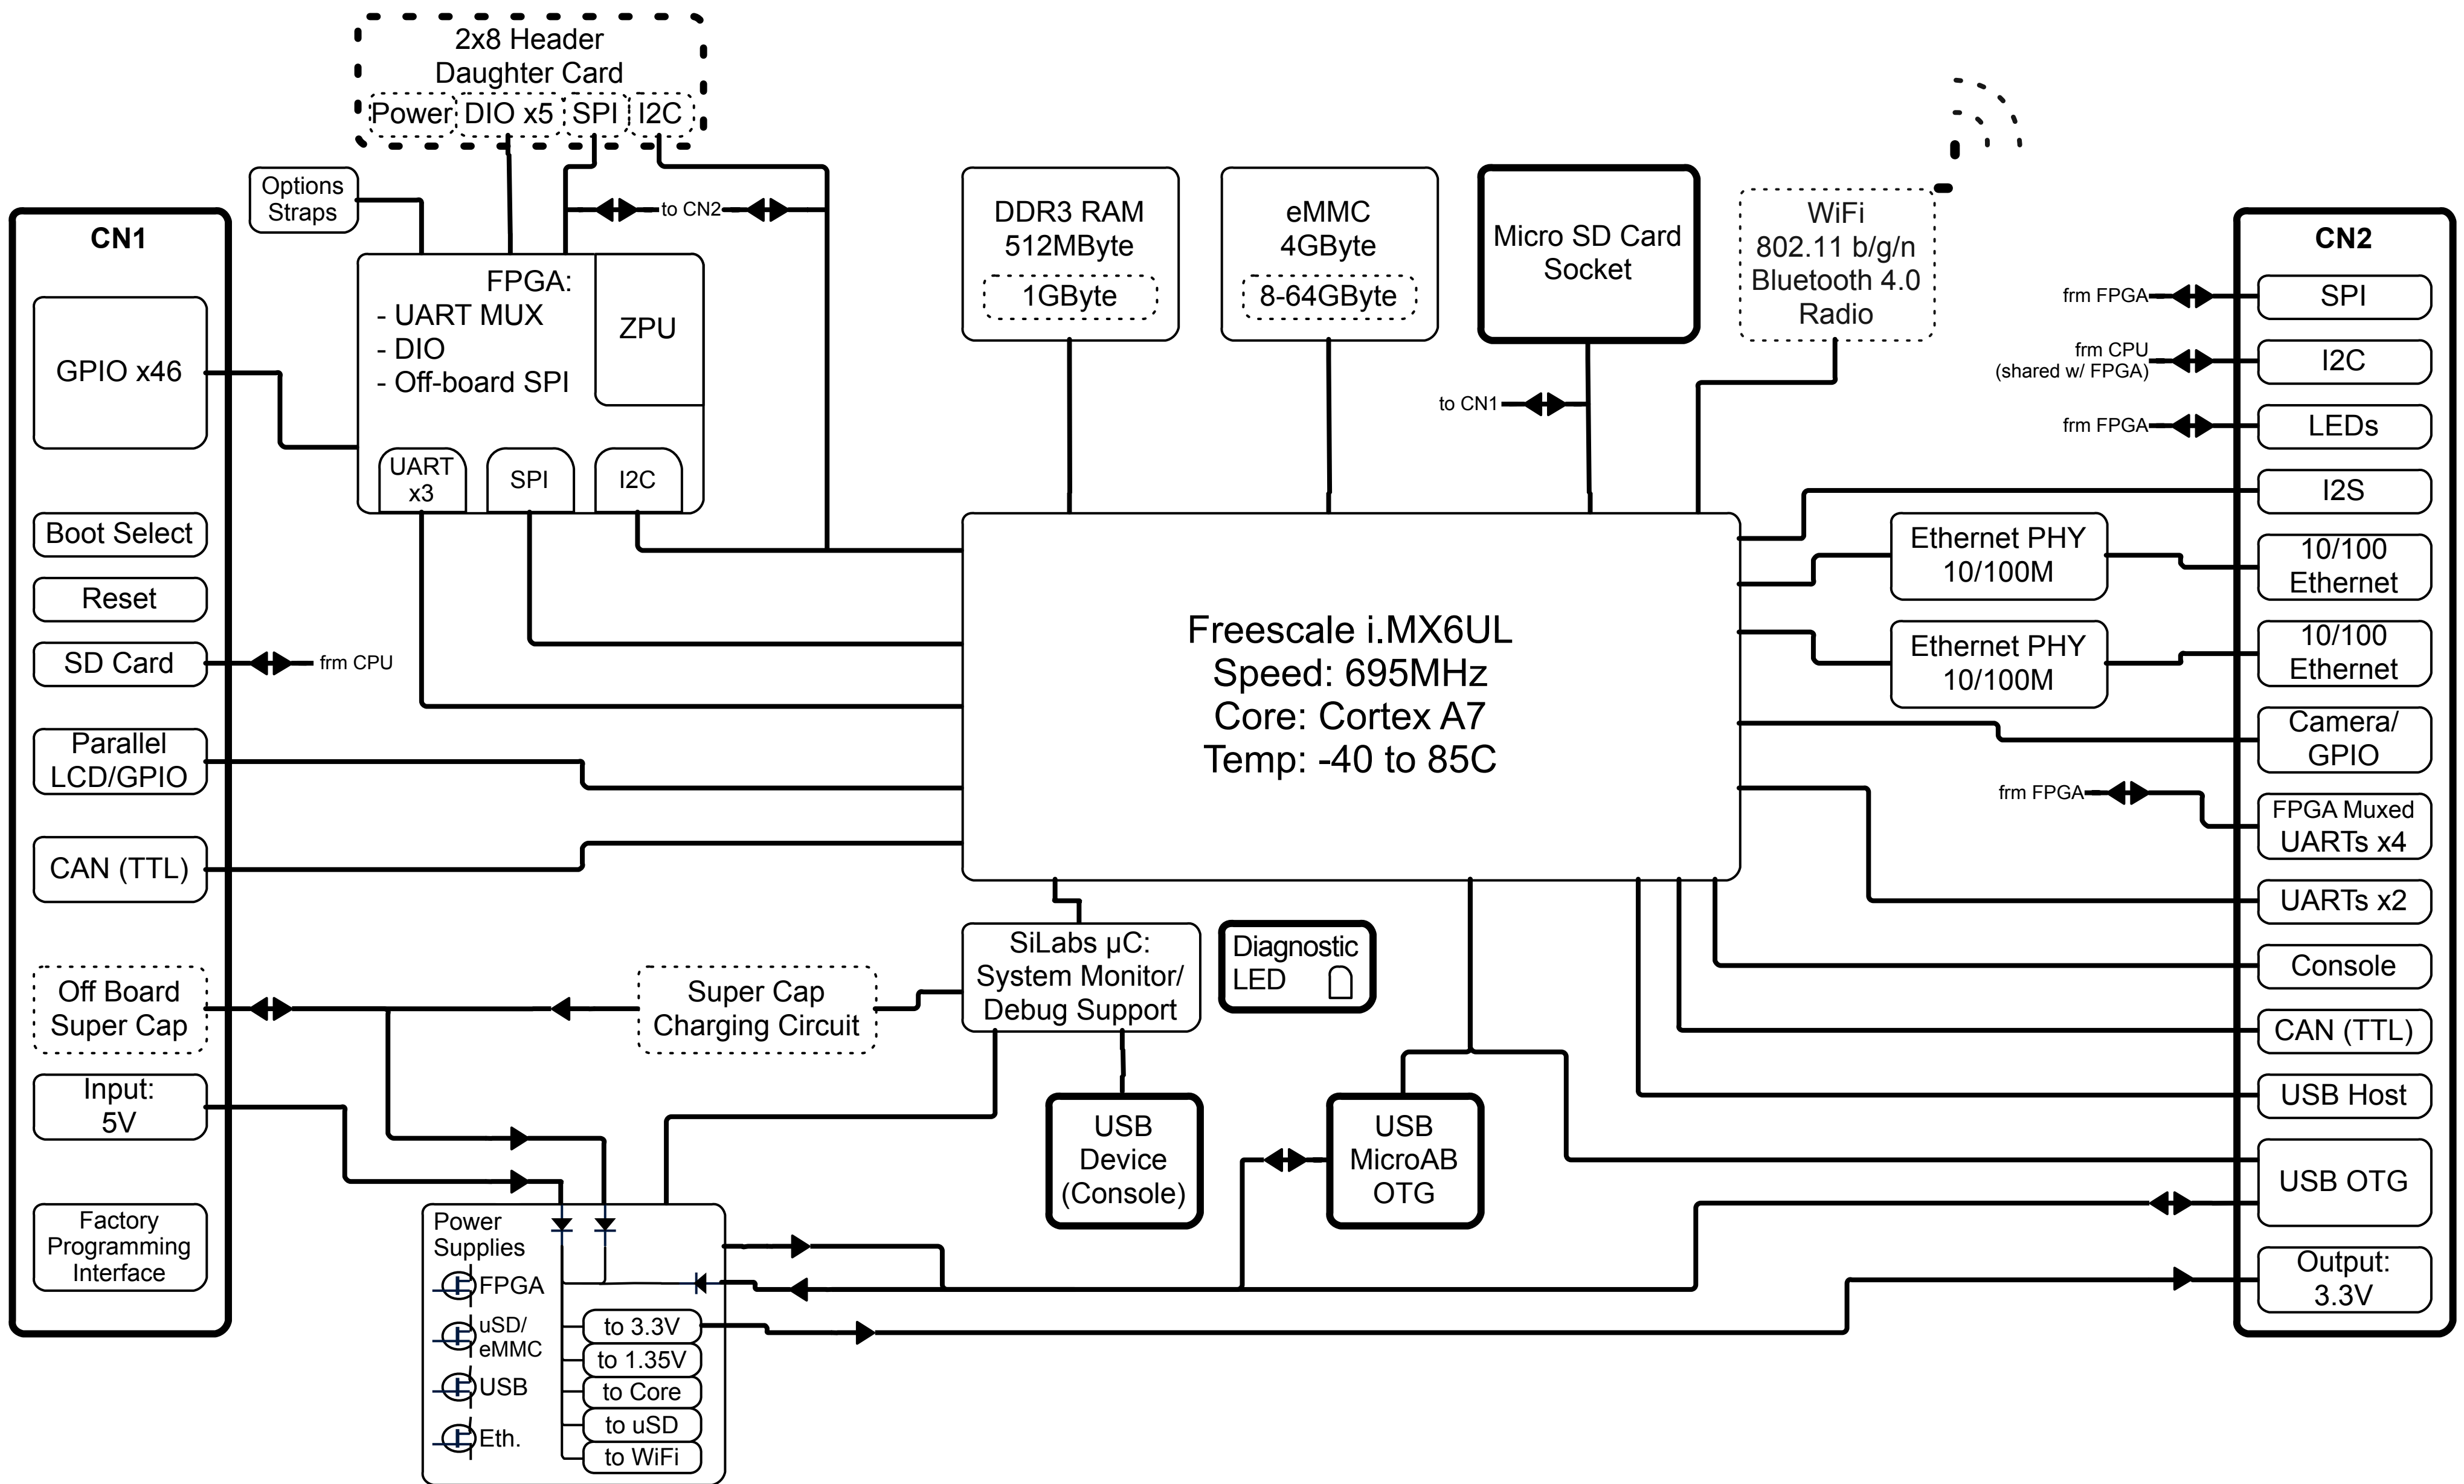 2x8 Header
Daughter Card
Power DIO x5 SPI I2C
Options
Straps
to CN2
CN1
GPIO x46
Boot Select
Reset
SD Card
frm CPU
Parallel
LCD/GPIO
CAN (TTL)
Off Board
Super Cap
Input:
5V
Factory
Programming
Interface
FPGA:
- UART MUX
- DIO
- Off-board SPI
ZPU
UART
x3
SPI
I2C
DDR3 RAM
512MByte
1GByte
eMMC
4GByte
8-64GByte
Micro SD Card
Socket
to CN1
WiFi
802.11 b/g/n
Bluetooth 4.0
Radio
Freescale i.MX6UL
Speed: 695MHz
Core: Cortex A7
Temp: -40 to 85C
Ethernet PHY
10/100M
Ethernet PHY
10/100M
SiLabs µC:
System Monitor/
Debug Support
Diagnostic
LED
Super Cap
Charging Circuit
USB
Device
(Console)
USB
MicroAB
OTG
Power
Supplies
FPGA
uSD/
eMMC
USB
Eth.
to 3.3V
to 1.35V
to Core
to uSD
to WiFi
CN2
frm FPGA
SPI
frm CPU
(shared w/ FPGA)
I2C
frm FPGA
LEDs
I2S
10/100
Ethernet
10/100
Ethernet
Camera/
GPIO
frm FPGA
FPGA Muxed
UARTs x4
UARTs x2
Console
CAN (TTL)
USB Host
USB OTG
Output:
3.3V